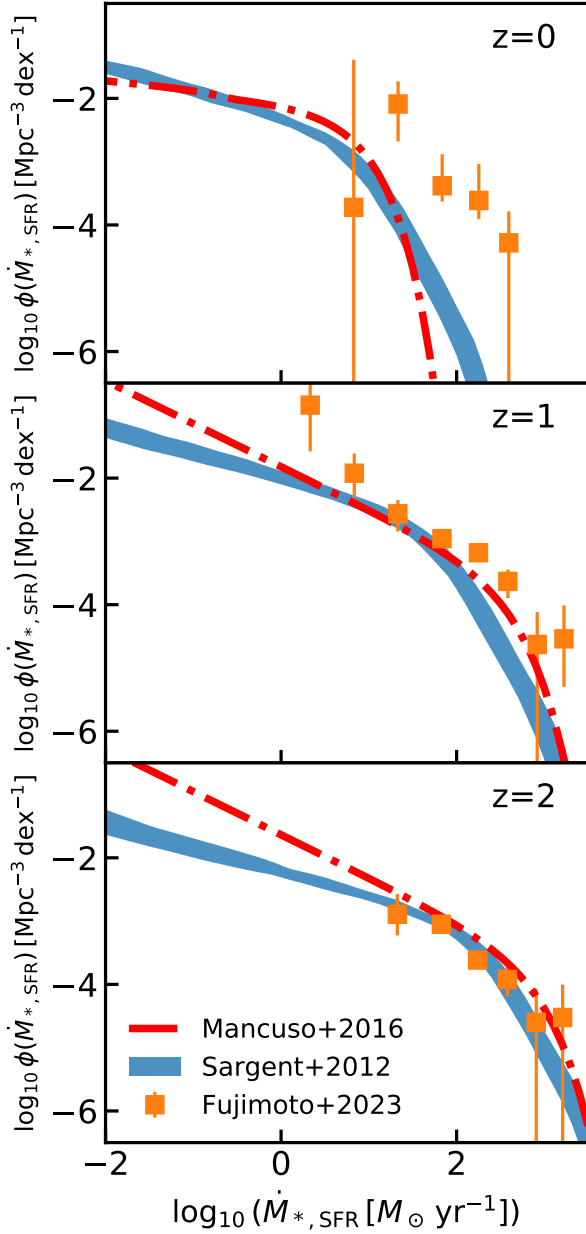 z=0
−2
−4
−6
log₁₀ ϕ(Ṁ∗, SFR) [Mpc⁻³ dex⁻¹]
z=1
−2
−4
−6
log₁₀ ϕ(Ṁ∗, SFR) [Mpc⁻³ dex⁻¹]
z=2
−2
−4
−6
log₁₀ ϕ(Ṁ∗, SFR) [Mpc⁻³ dex⁻¹]
Mancuso+2016
Sargent+2012
Fujimoto+2023
−2 0 2
log₁₀ (Ṁ∗, SFR [M⊙ yr⁻¹])